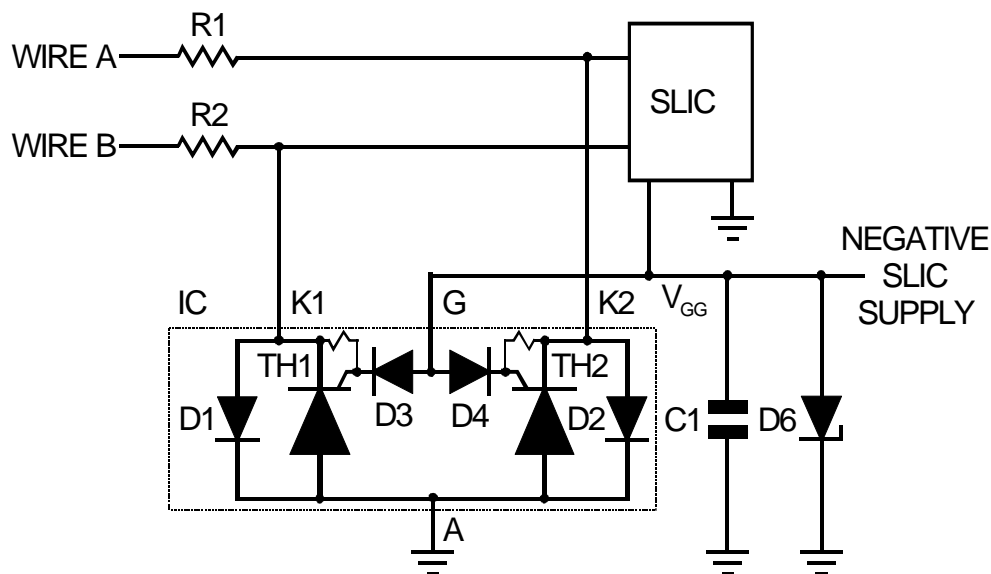 R1
WIRE A
SLIC
R2
WIRE B
NEGATIVE
SLIC
SUPPLY
IC
K1
G
V_GG
K2
TH1
TH2
D1
D3
D4
D2
C1
D6
A